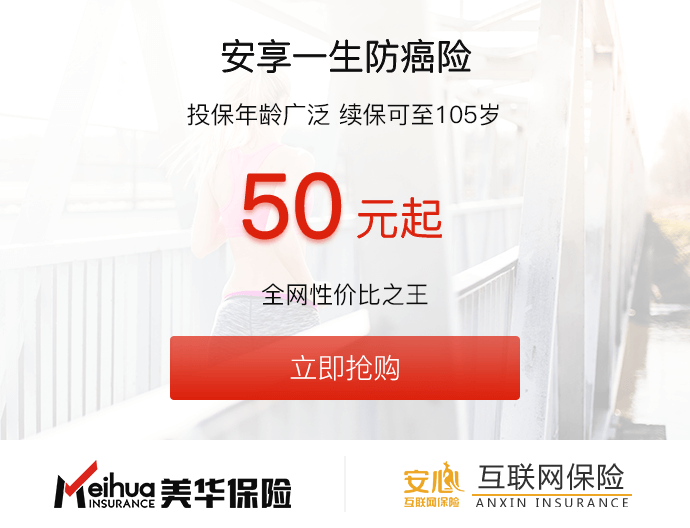 安享一生防癌险
投保年龄广泛 续保可至105岁
50元起
全网性价比之王
立即抢购
Meihua INSURANCE 美华保险
安心 互联网保险 互联网保险 ANXIN INSURANCE